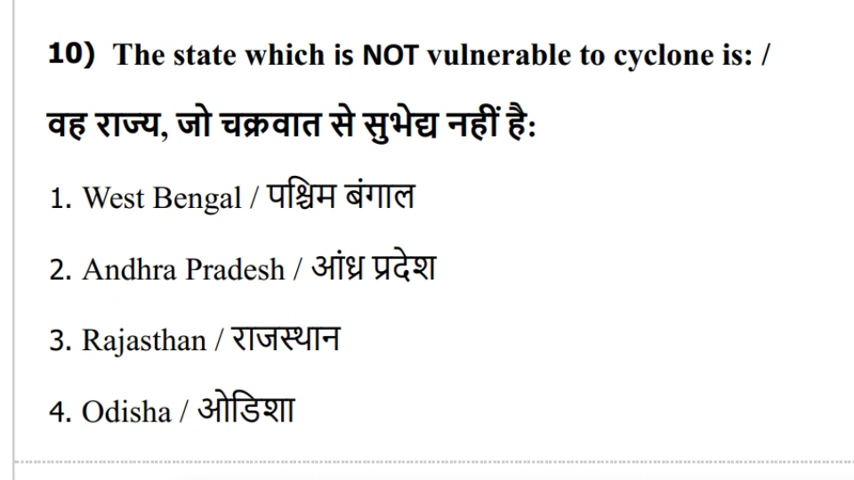 10) The state which is NOT vulnerable to cyclone is: /
वह राज्य, जो चक्रवात से सुभेद्य नहीं है:
1. West Bengal / पश्चिम बंगाल
2. Andhra Pradesh / आंध्र प्रदेश
3. Rajasthan / राजस्थान
4. Odisha / ओडिशा